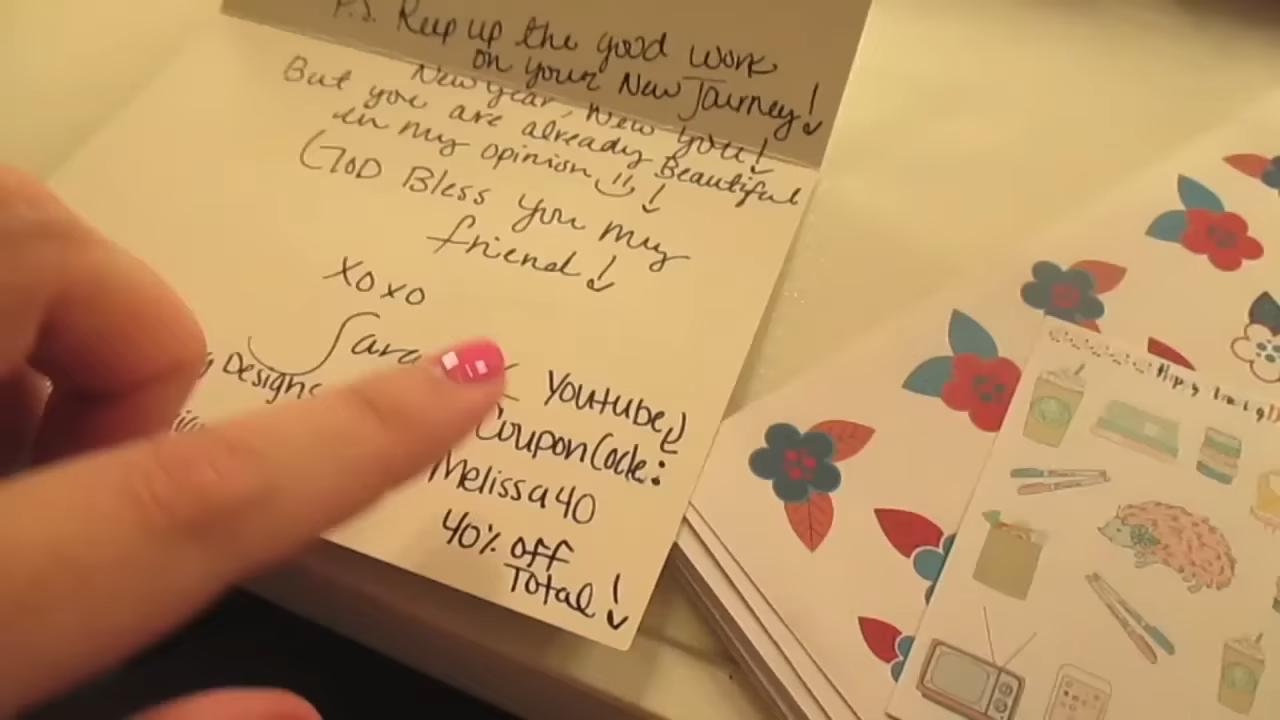 P.S. Keep up the good work
on your New Journey!
New year, New you!
But you are already Beautiful
in my opinion !
GOD Bless you my
friend!
xoxo
Sara
Designs
Youtube
Coupon Code:
Melissa40
40% off
Total!
Happy